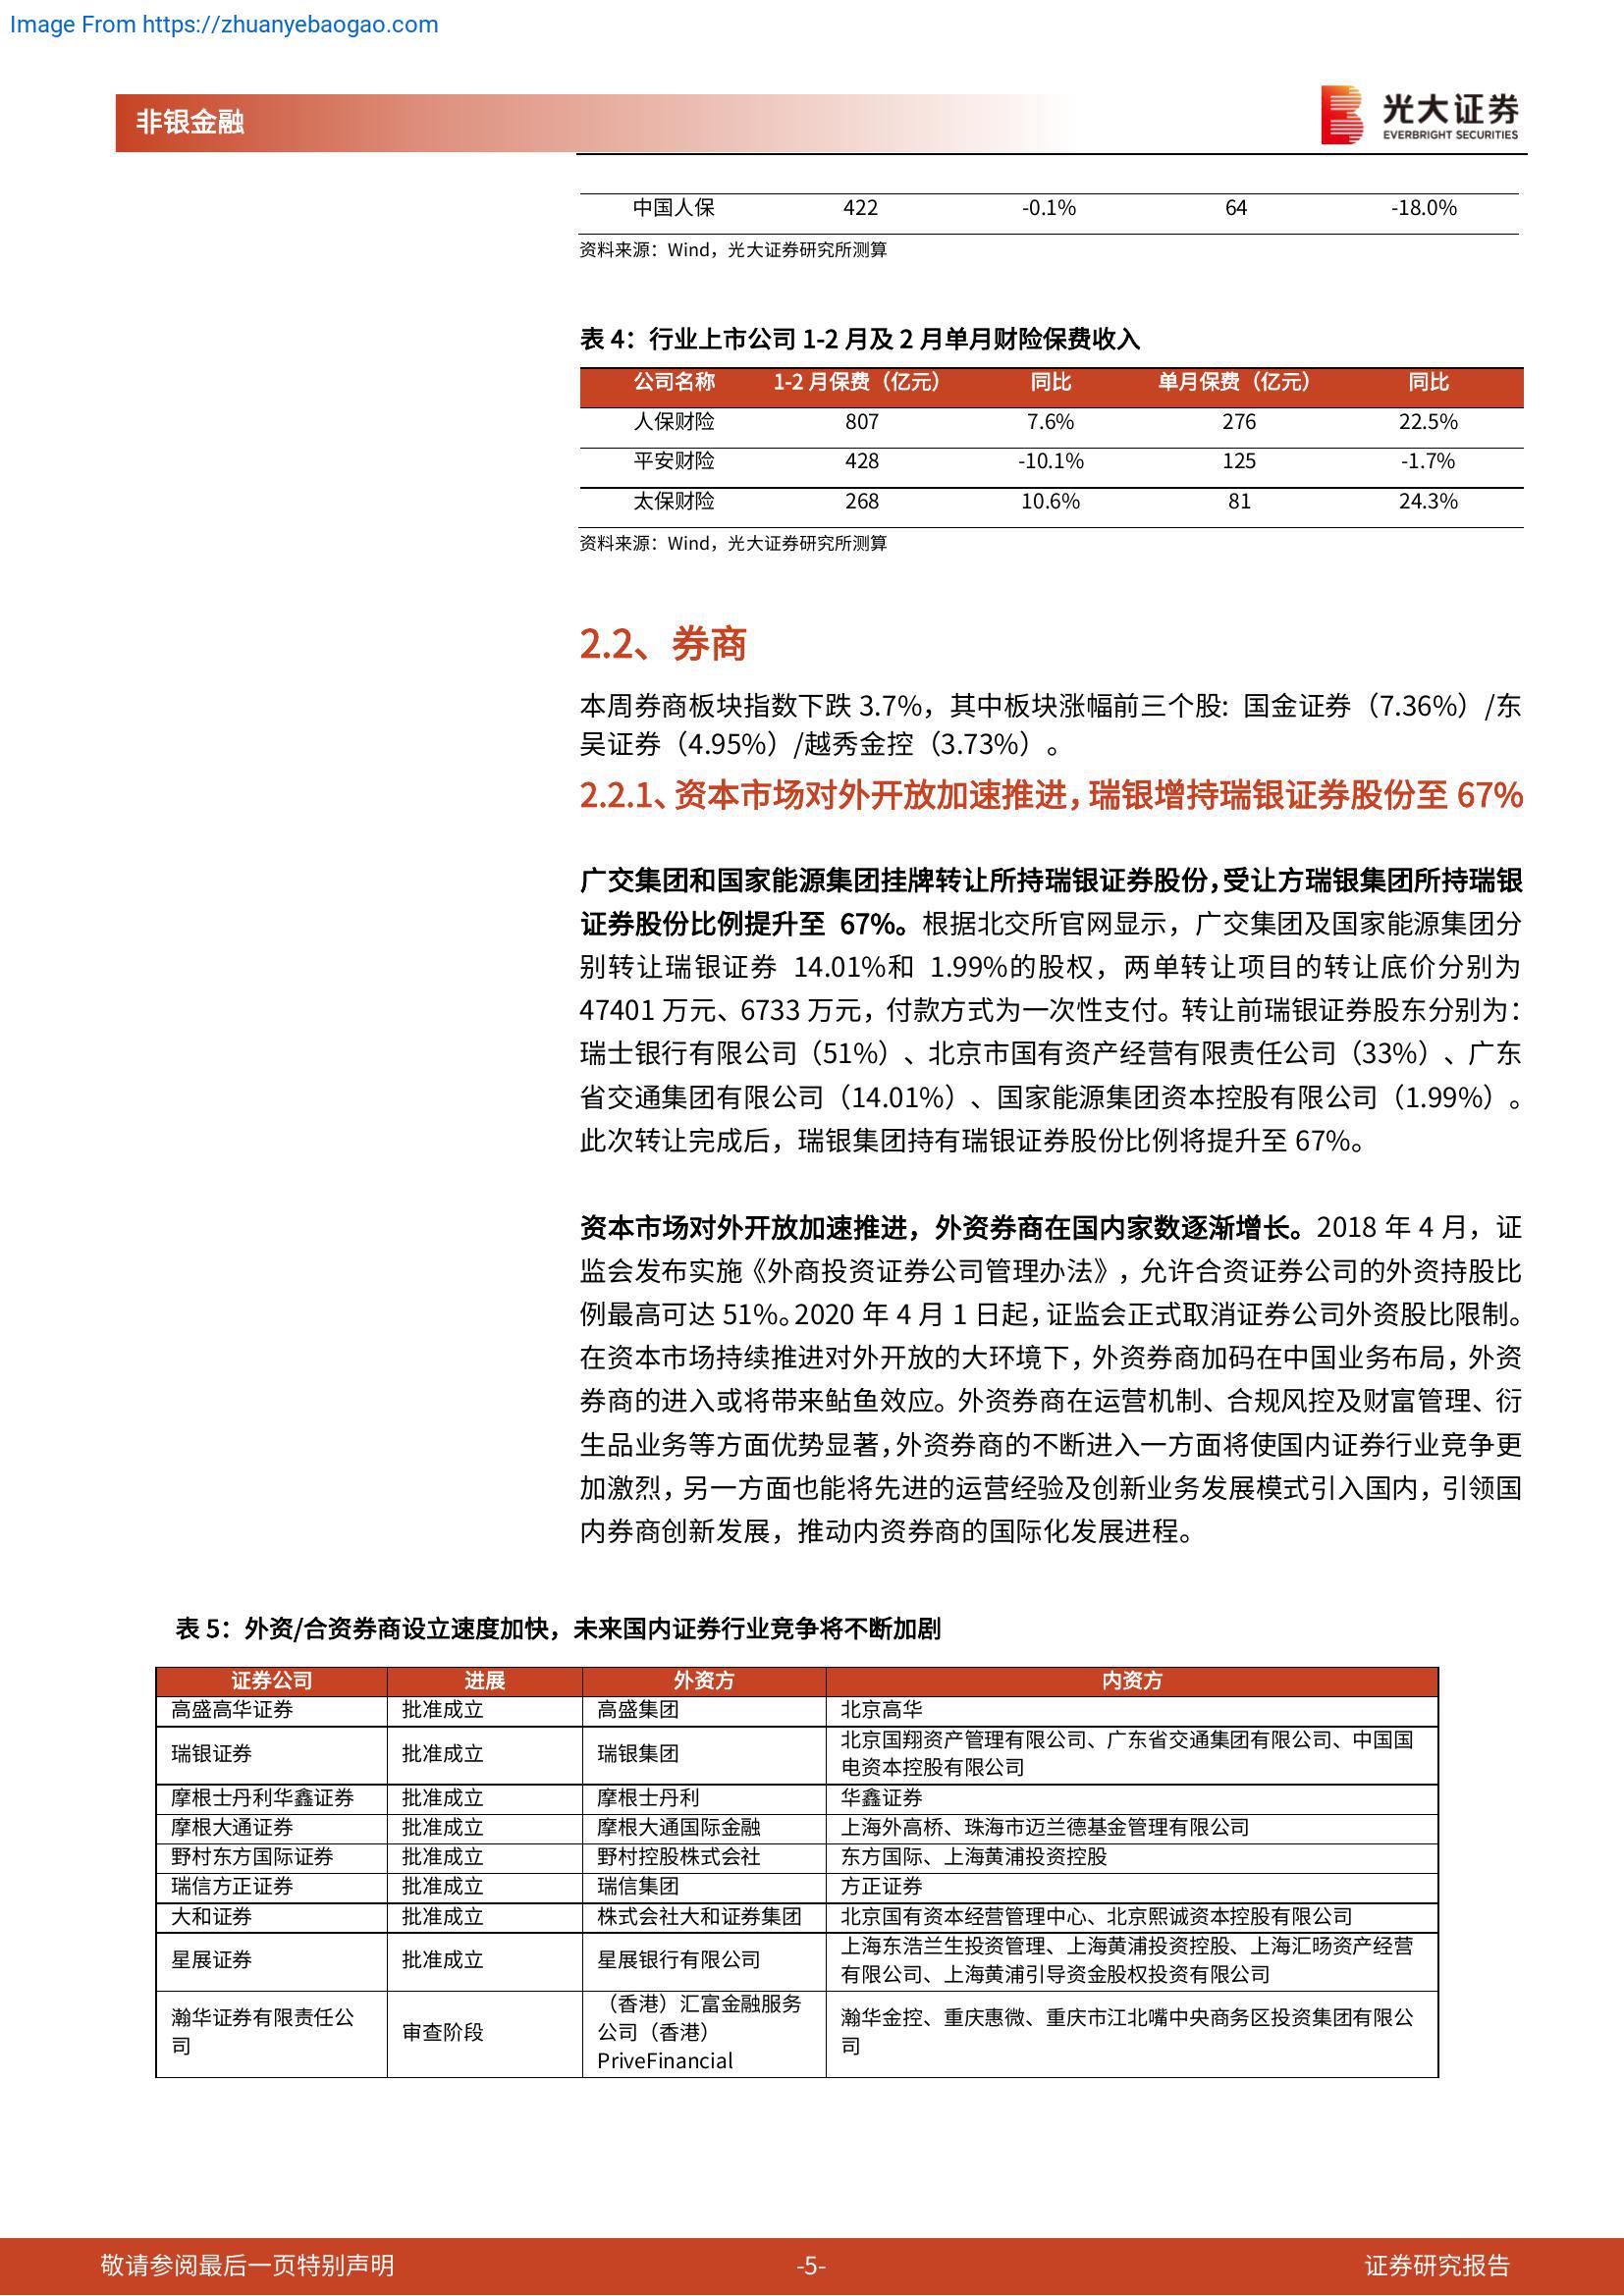 Image From https://zhuanyebaogao.com
非银金融
光大证券
EVERBRIGHT SECURITIES
中国人保 422 -0.1% 64 -18.0%
资料来源：Wind，光大证券研究所测算
表 4：行业上市公司 1-2 月及 2 月单月财险保费收入
公司名称 1-2 月保费（亿元） 同比 单月保费（亿元） 同比
人保财险 807 7.6% 276 22.5%
平安财险 428 -10.1% 125 -1.7%
太保财险 268 10.6% 81 24.3%
资料来源：Wind，光大证券研究所测算
2.2、券商
本周券商板块指数下跌 3.7%，其中板块涨幅前三个股: 国金证券（7.36%）/东
吴证券（4.95%）/越秀金控（3.73%）。
2.2.1、资本市场对外开放加速推进，瑞银增持瑞银证券股份至 67%
广交集团和国家能源集团挂牌转让所持瑞银证券股份，受让方瑞银集团所持瑞银
证券股份比例提升至 67%。根据北交所官网显示，广交集团及国家能源集团分
别转让瑞银证券 14.01%和 1.99%的股权，两单转让项目的转让底价分别为
47401 万元、6733 万元，付款方式为一次性支付。转让前瑞银证券股东分别为：
瑞士银行有限公司（51%）、北京市国有资产经营有限责任公司（33%）、广东
省交通集团有限公司（14.01%）、国家能源集团资本控股有限公司（1.99%）。
此次转让完成后，瑞银集团持有瑞银证券股份比例将提升至 67%。
资本市场对外开放加速推进，外资券商在国内家数逐渐增长。2018 年 4 月，证
监会发布实施《外商投资证券公司管理办法》，允许合资证券公司的外资持股比
例最高可达 51%。2020 年 4 月 1 日起，证监会正式取消证券公司外资股比限制。
在资本市场持续推进对外开放的大环境下，外资券商加码在中国业务布局，外资
券商的进入或将带来鲇鱼效应。外资券商在运营机制、合规风控及财富管理、衍
生品业务等方面优势显著，外资券商的不断进入一方面将使国内证券行业竞争更
加激烈，另一方面也能将先进的运营经验及创新业务发展模式引入国内，引领国
内券商创新发展，推动内资券商的国际化发展进程。
表 5：外资/合资券商设立速度加快，未来国内证券行业竞争将不断加剧
证券公司 进展 外资方 内资方
高盛高华证券 批准成立 高盛集团 北京高华
瑞银证券 批准成立 瑞银集团 北京国翔资产管理有限公司、广东省交通集团有限公司、中国国
电资本控股有限公司
摩根士丹利华鑫证券 批准成立 摩根士丹利 华鑫证券
摩根大通证券 批准成立 摩根大通国际金融 上海外高桥、珠海市迈兰德基金管理有限公司
野村东方国际证券 批准成立 野村控股株式会社 东方国际、上海黄浦投资控股
瑞信方正证券 批准成立 瑞信集团 方正证券
大和证券 批准成立 株式会社大和证券集团 北京国有资本经营管理中心、北京熙诚资本控股有限公司
星展证券 批准成立 星展银行有限公司 上海东浩兰生投资管理、上海黄浦投资控股、上海汇旸资产经营
有限公司、上海黄浦引导资金股权投资有限公司
瀚华证券有限责任公
司 审查阶段 （香港）汇富金融服务
公司（香港）
PriveFinancial 瀚华金控、重庆惠微、重庆市江北嘴中央商务区投资集团有限公
司
敬请参阅最后一页特别声明 -5- 证券研究报告